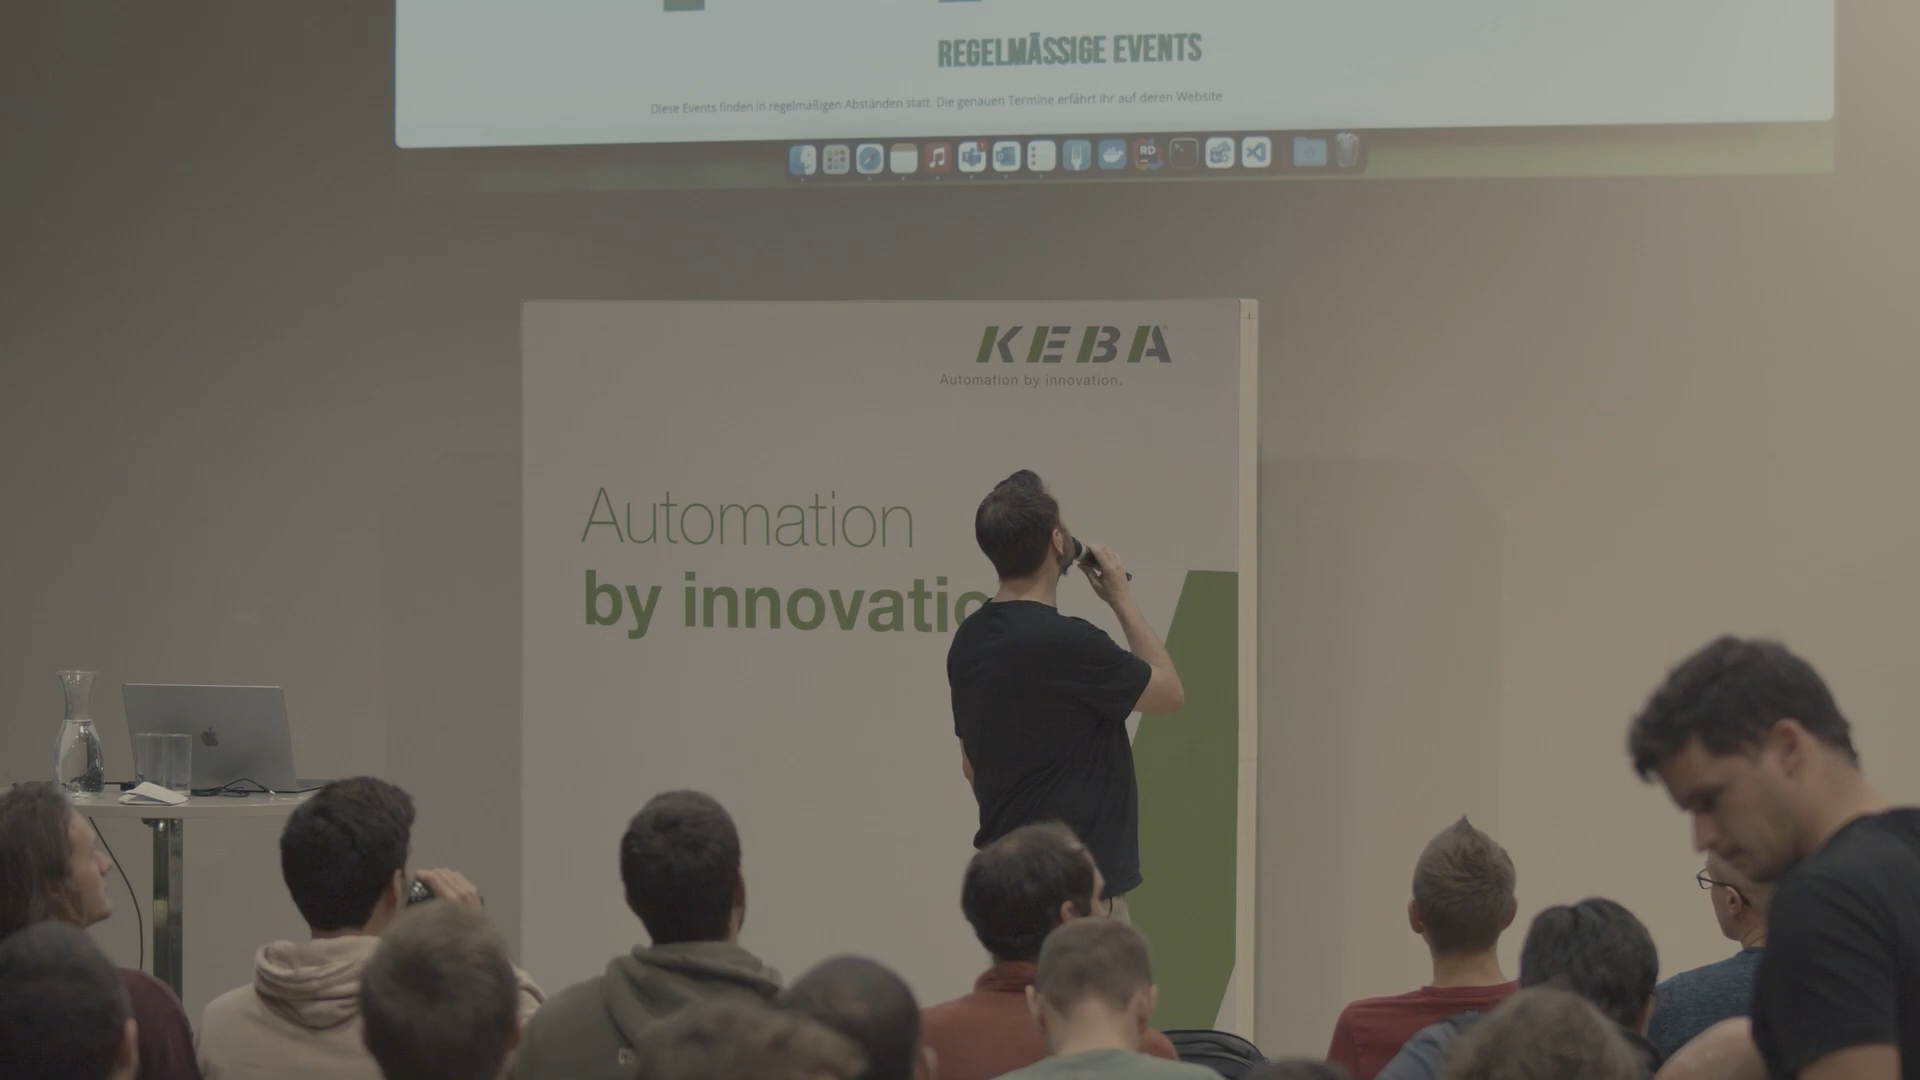 REGELMÄSSIGE EVENTS
Diese Events finden in regelmäßigen Abständen statt. Die genauen Termine erfährt ihr auf deren Website
RD
KEBA
Automation by innovation.
Automation
by innovatio